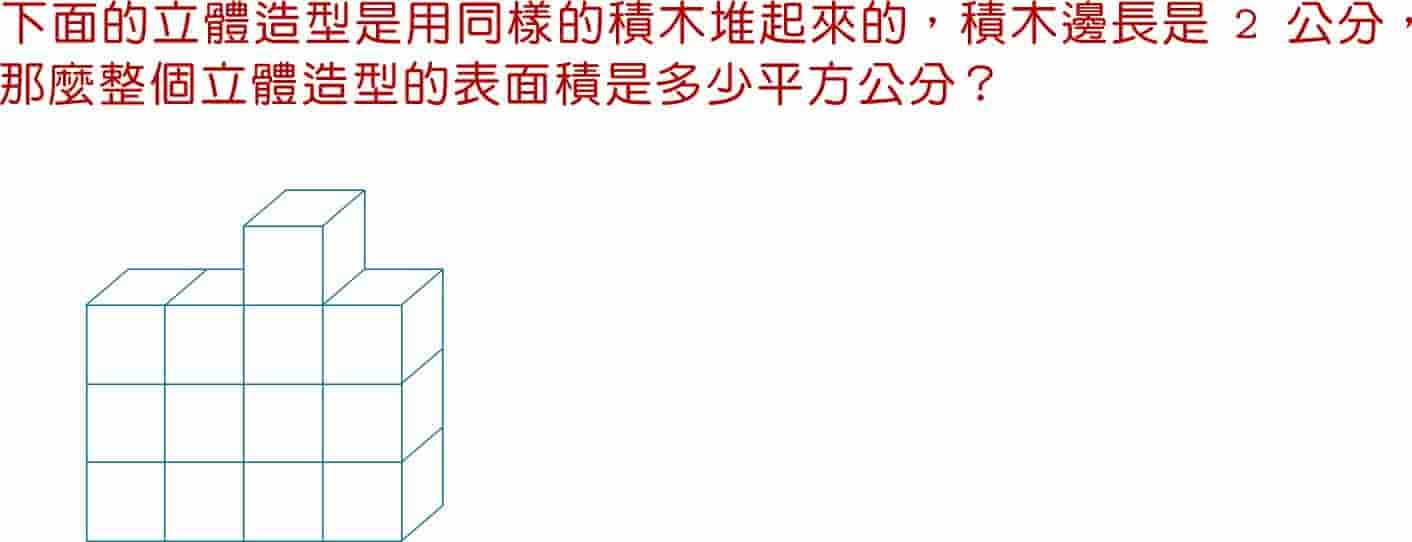 下面的立體造型是用同樣的積木堆起來的，積木邊長是 2 公分，
那麼整個立體造型的表面積是多少平方公分？